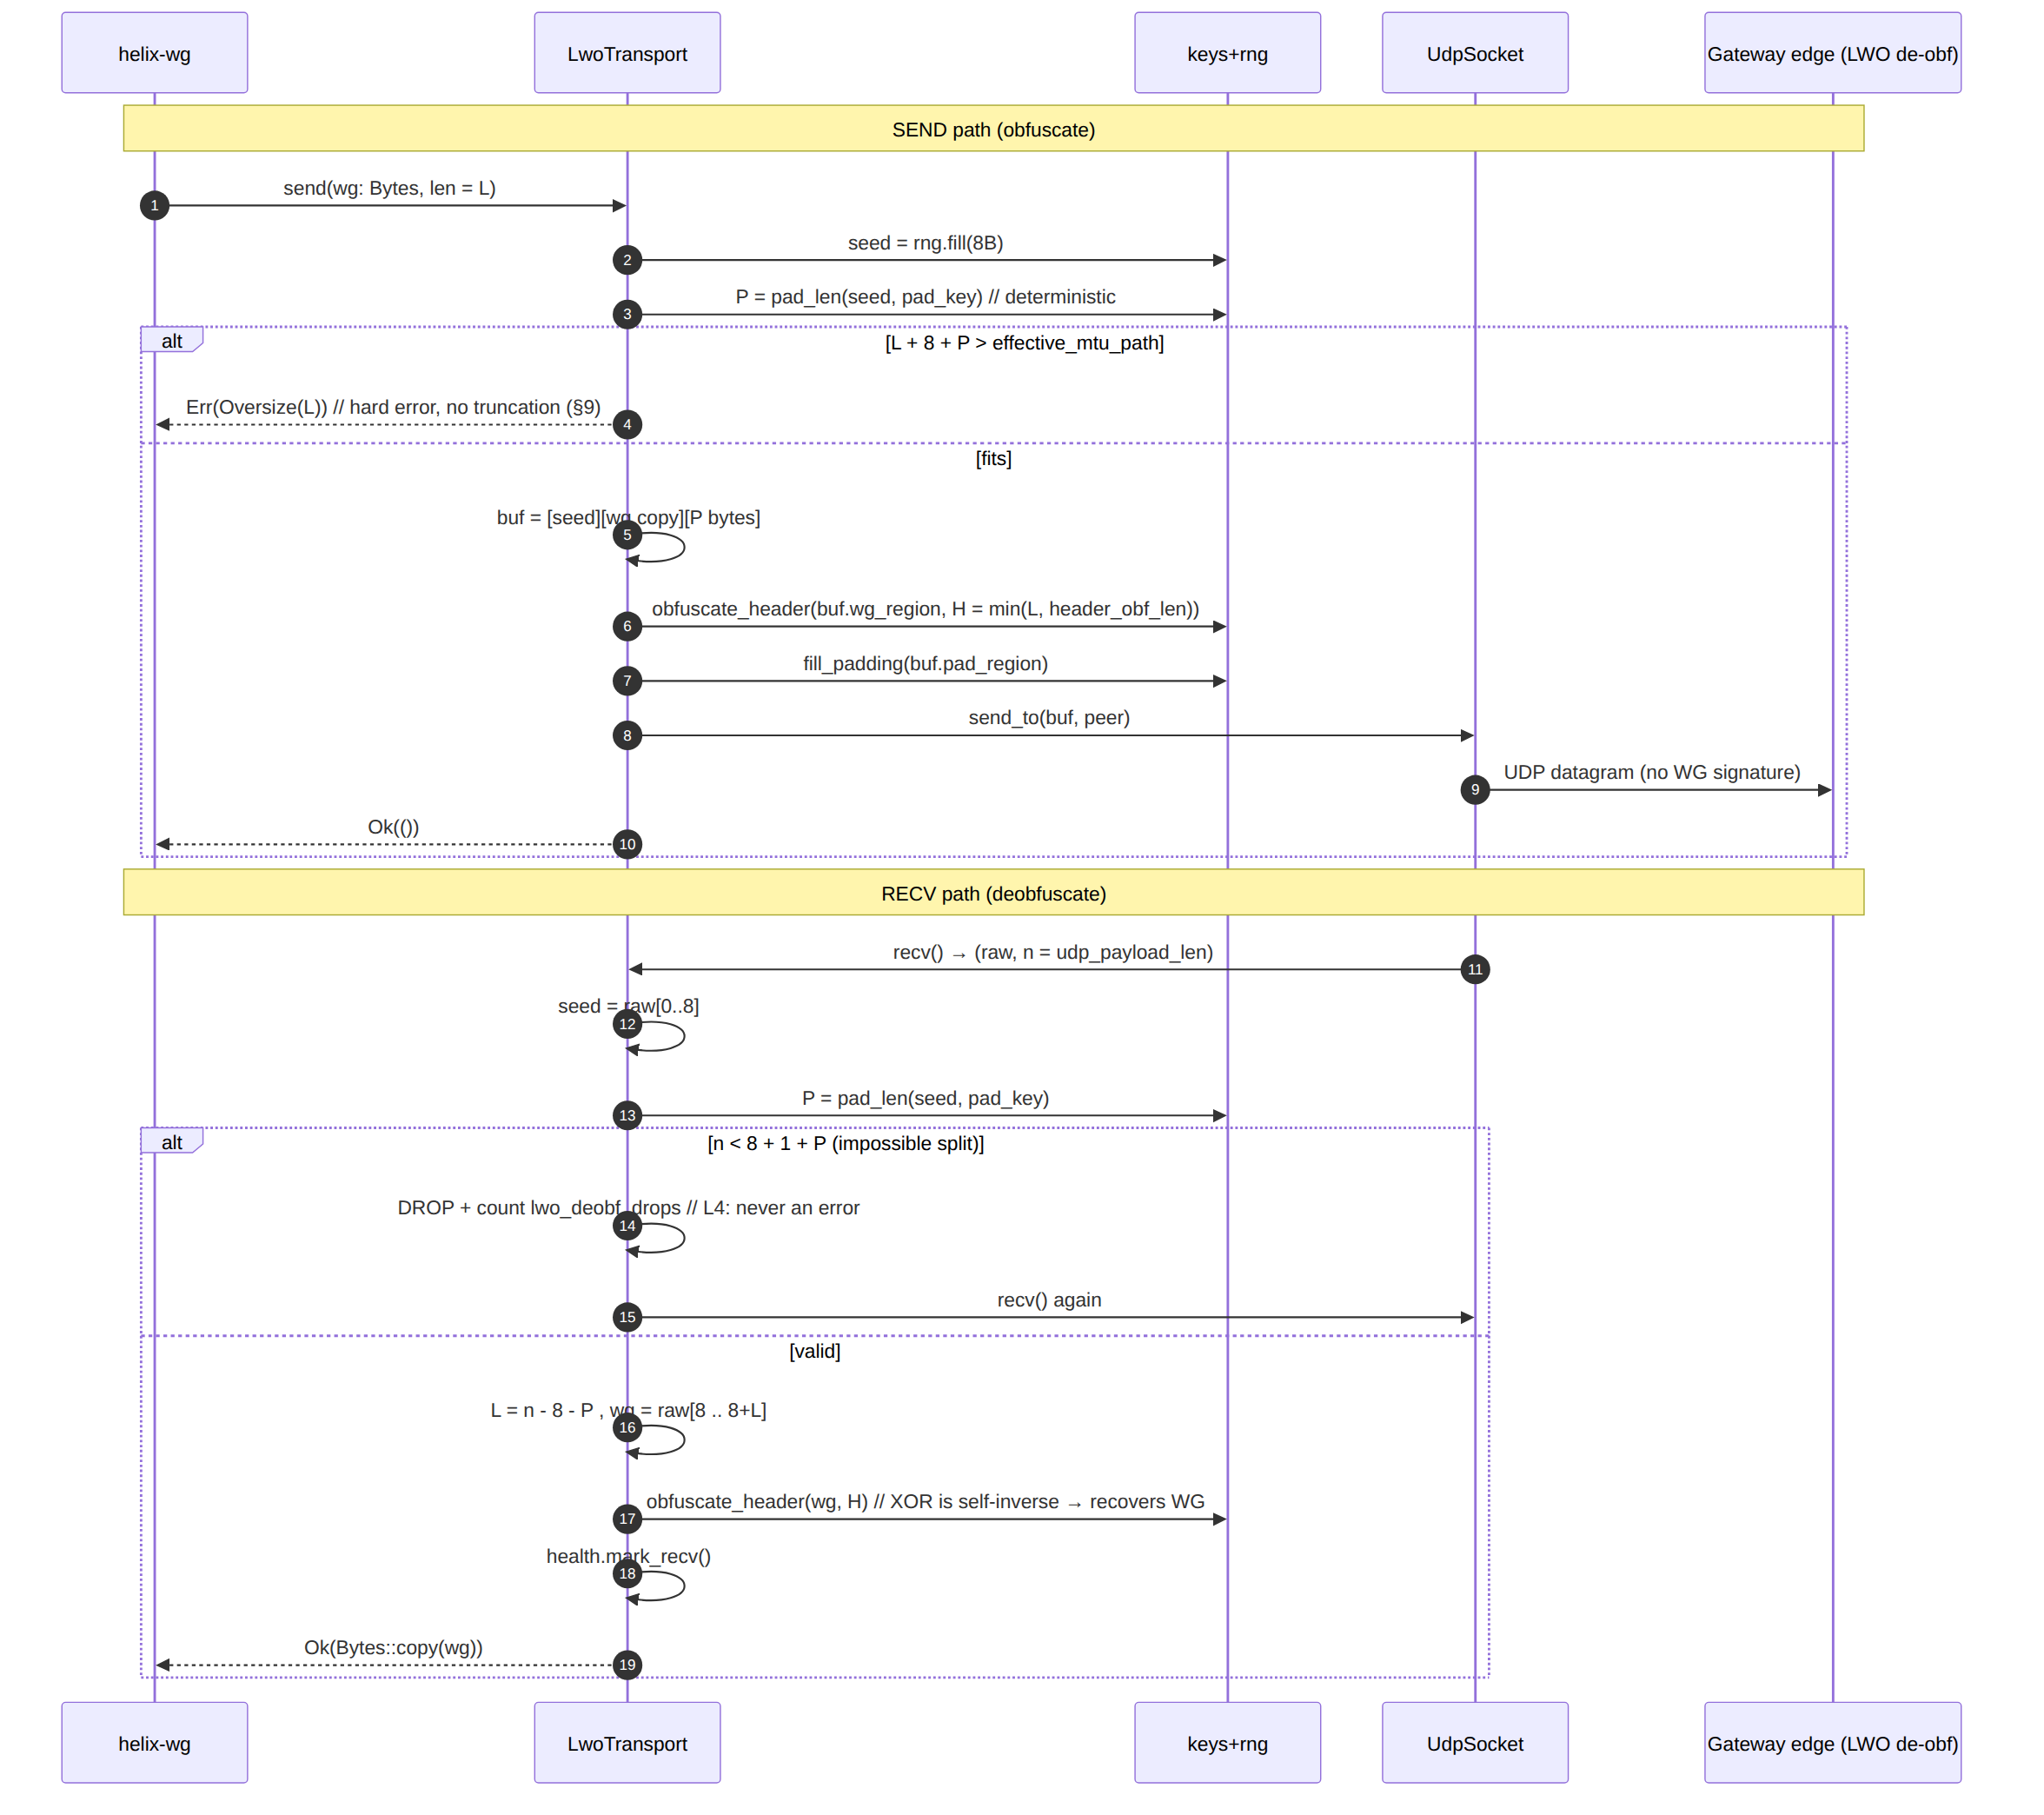 helix-wg
LwoTransport
keys+rng
UdpSocket
Gateway edge (LWO de-obf)
SEND path (obfuscate)
send(wg: Bytes, len = L)
1
seed = rng.fill(8B)
2
P = pad_len(seed, pad_key) // deterministic
3
alt
[L + 8 + P > effective_mtu_path]
Err(Oversize(L)) // hard error, no truncation (§9)
4
[fits]
buf = [seed][wg copy][P bytes]
5
obfuscate_header(buf.wg_region, H = min(L, header_obf_len))
6
fill_padding(buf.pad_region)
7
send_to(buf, peer)
8
UDP datagram (no WG signature)
9
Ok(())
10
RECV path (deobfuscate)
recv() → (raw, n = udp_payload_len)
11
seed = raw[0..8]
12
P = pad_len(seed, pad_key)
13
alt
[n < 8 + 1 + P (impossible split)]
DROP + count lwo_deobf_drops // L4: never an error
14
recv() again
15
[valid]
L = n - 8 - P , wg = raw[8 .. 8+L]
16
obfuscate_header(wg, H) // XOR is self-inverse → recovers WG
17
health.mark_recv()
18
Ok(Bytes::copy(wg))
19
helix-wg
LwoTransport
keys+rng
UdpSocket
Gateway edge (LWO de-obf)